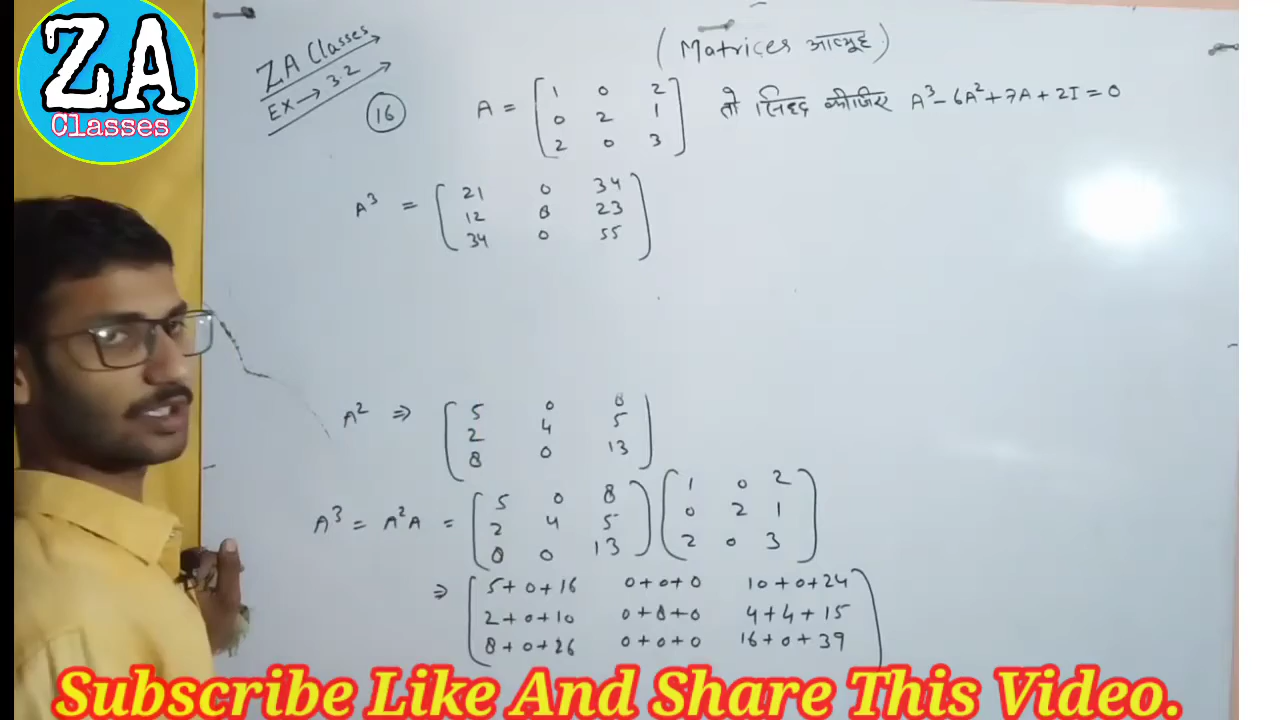 ZA
Classes
ZA Classes
EX → 3.2
(Matrices आव्यूह)
16
A = [1 0 2
0 2 1
2 0 3] तो सिद्ध कीजिए A³ - 6A² + 7A + 2I = 0
A³ = [21 0 34
12 8 23
34 0 55]
A² ⇒ [5 0 8
2 4 5
8 0 13]
A³ = A²A = [5 0 8
2 4 5
8 0 13] [1 0 2
0 2 1
2 0 3]
⇒ [5+0+16 0+0+0 10+0+24
2+0+10 0+8+0 4+4+15
8+0+26 0+0+0 16+0+39]
Subscribe Like And Share This Video.